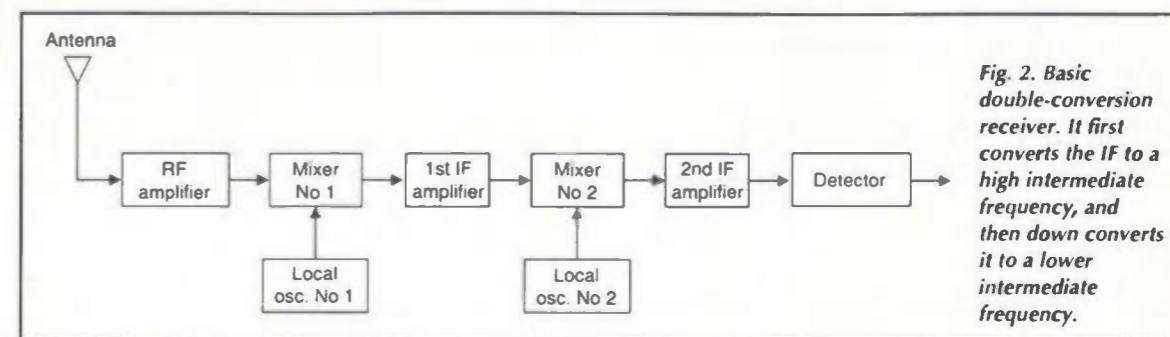 Antenna
RF
amplifier
Mixer
No 1
1st IF
amplifier
Mixer
No 2
2nd IF
amplifier
Detector
Local
osc. No 1
Local
osc. No 2
Fig. 2. Basic
double-conversion
receiver. It first
converts the IF to a
high intermediate
frequency, and
then down converts
it to a lower
intermediate
frequency.